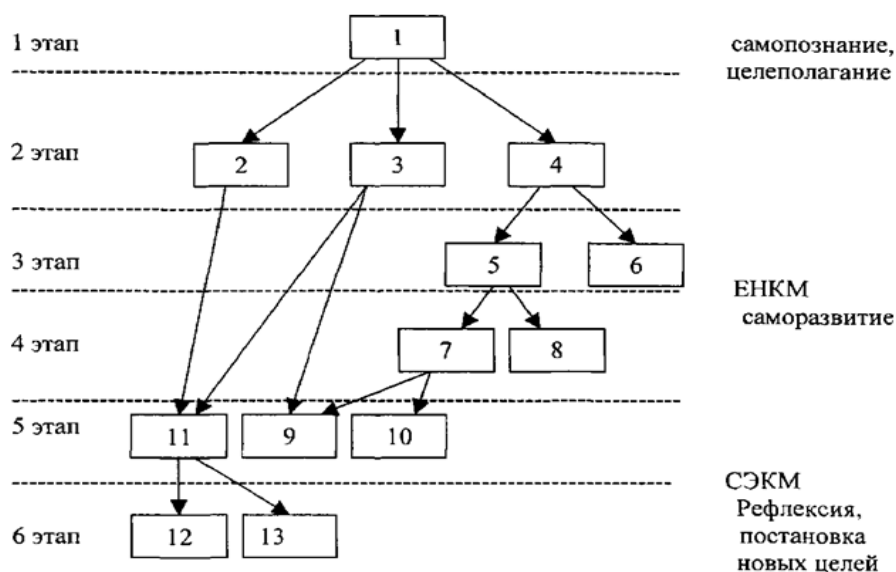 1 этап
1
самопознание,
целеполагание
2 этап
2
3
4
3 этап
5
6
ЕНКМ
саморазвитие
4 этап
7
8
5 этап
11
9
10
СЭКМ
Рефлексия,
постановка
новых целей
6 этап
12
13